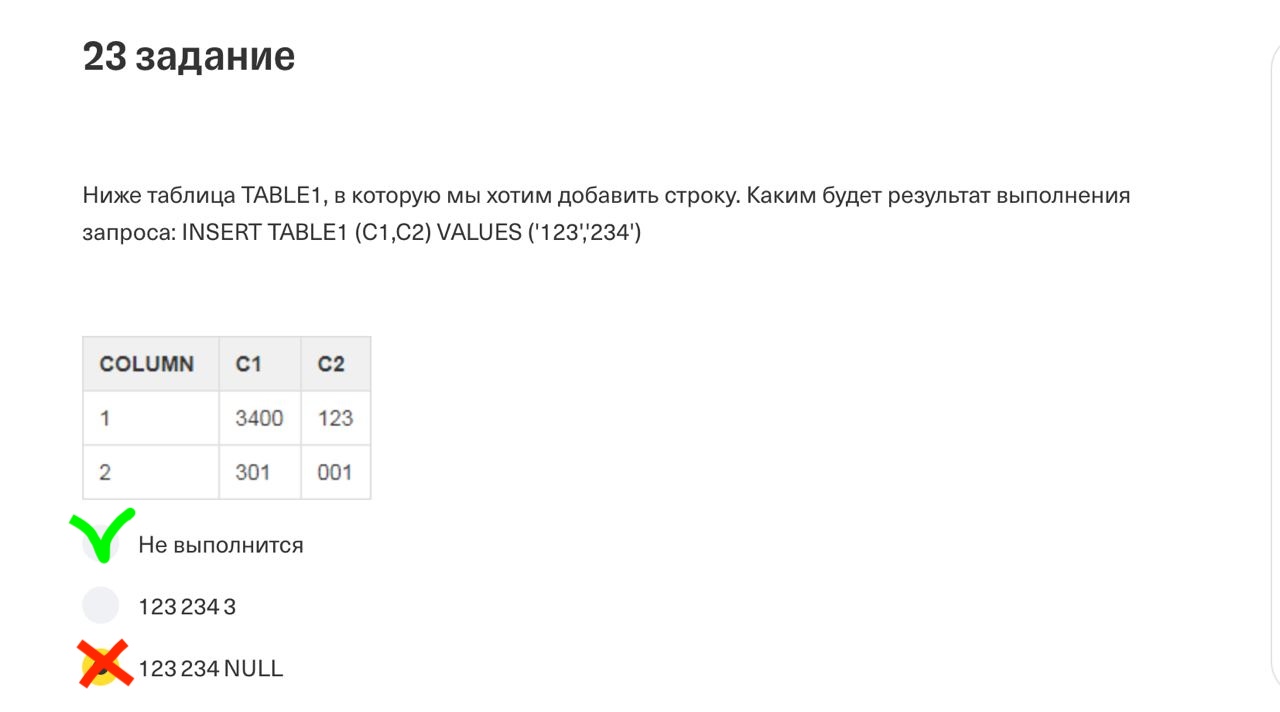 23 задание
Ниже таблица TABLE1, в которую мы хотим добавить строку. Каким будет результат выполнения
запроса: INSERT TABLE1 (C1,C2) VALUES ('123','234')
COLUMN C1 C2
1 3400 123
2 301 001
Не выполнится
123 234 3
123 234 NULL